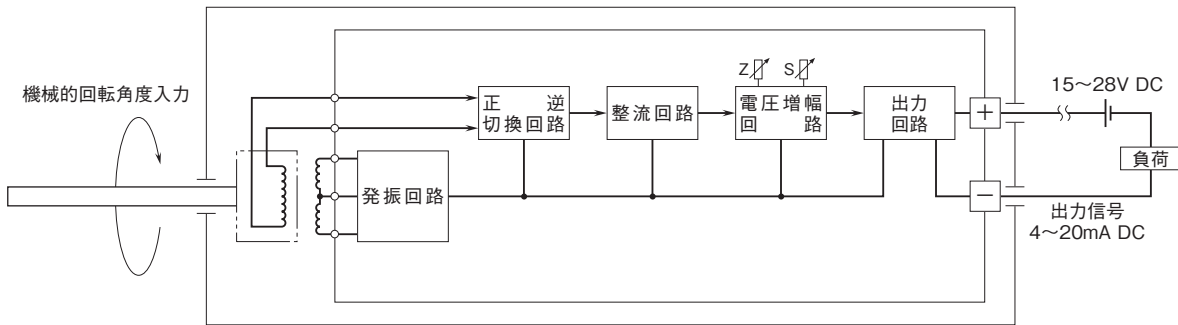 機械的回転角度入力
正 逆
切換回路
整流回路
Z
S
電圧増幅
回 路
出力
回路
+
−
15〜28V DC
負荷
発振回路
出力信号
4〜20mA DC